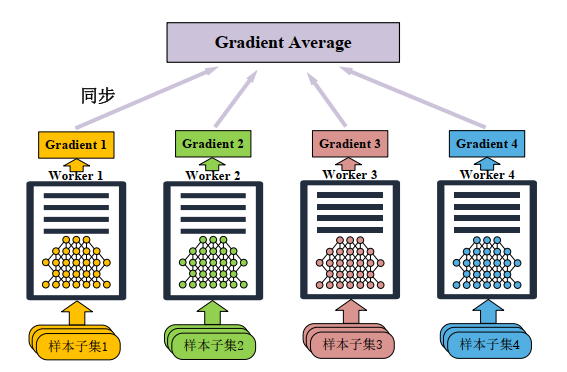 Gradient Average
同步
Gradient 1
Gradient 2
Gradient 3
Gradient 4
Worker 1
Worker 2
Worker 3
Worker 4
样本子集1
样本子集2
样本子集3
样本子集4